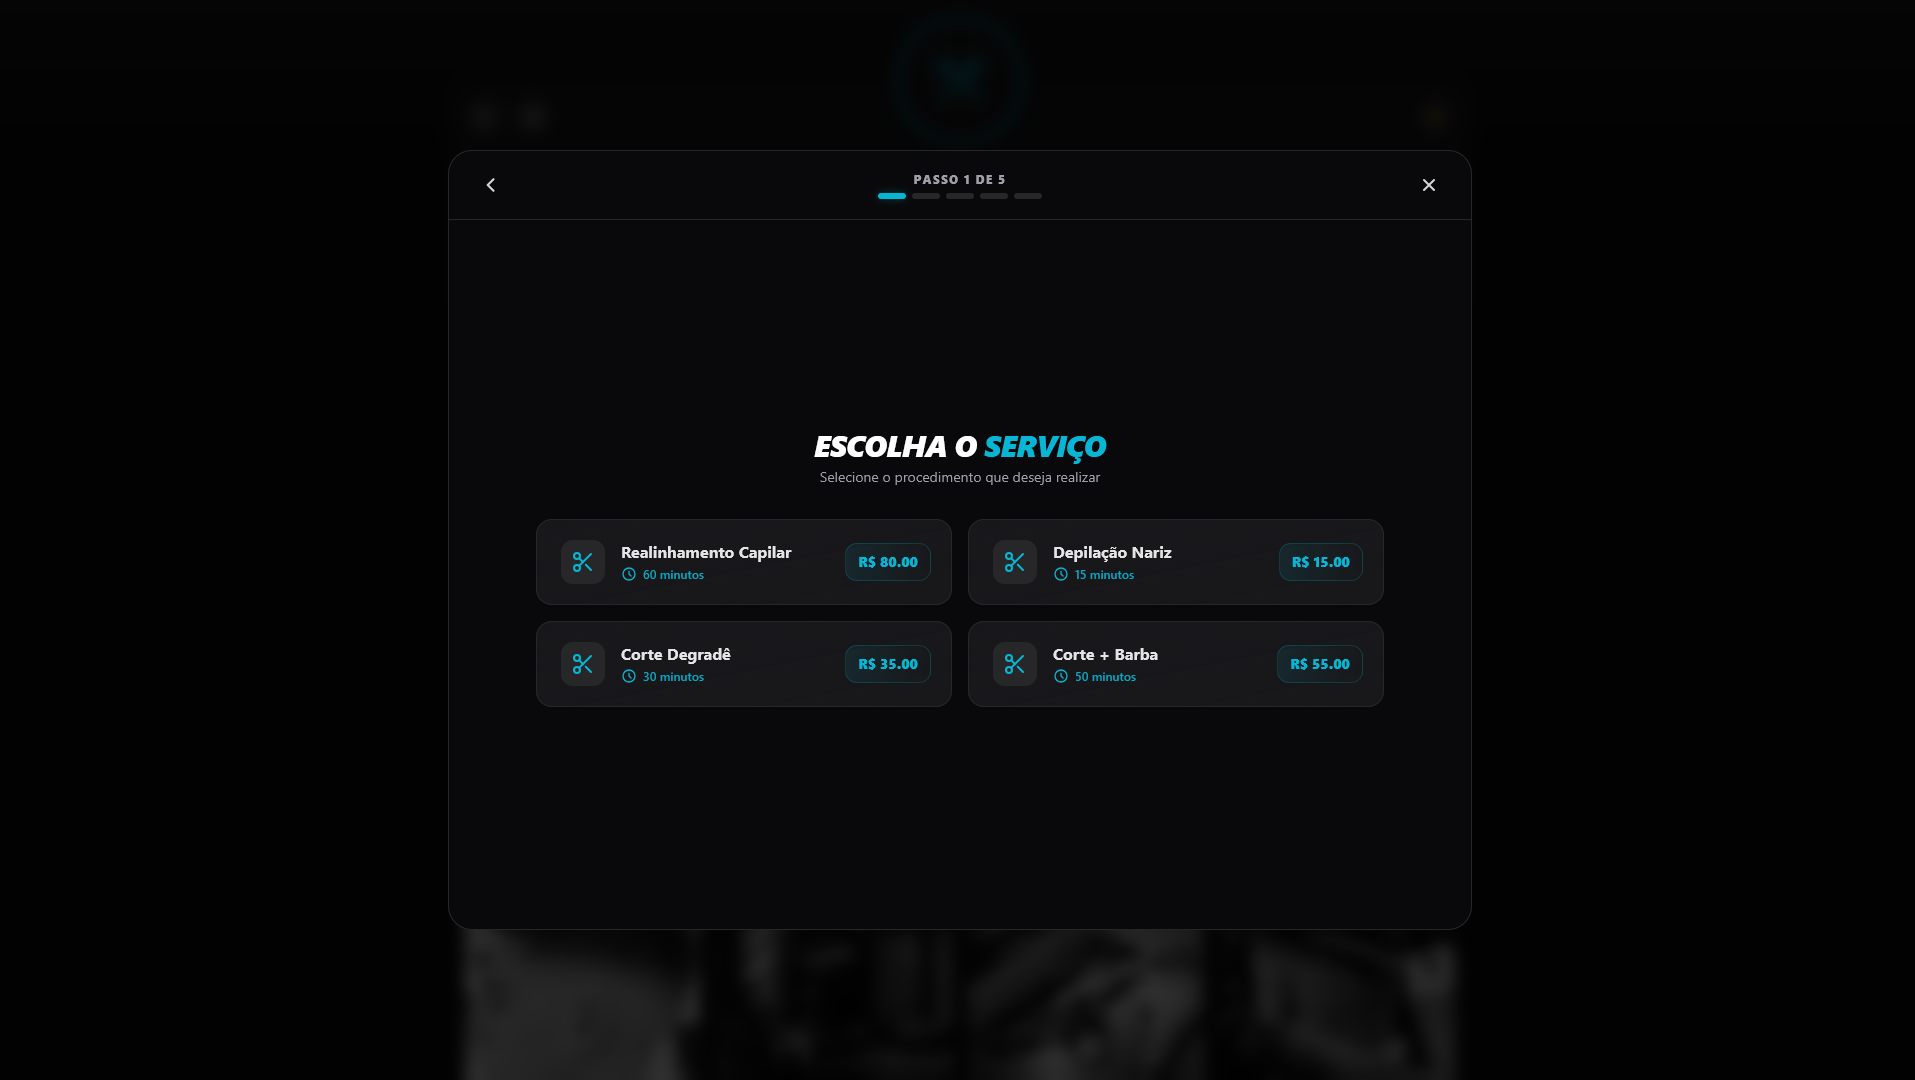 PASSO 1 DE 5
ESCOLHA O SERVIÇO
Selecione o procedimento que deseja realizar
Realinhamento Capilar
60 minutos
R$ 80.00
Depilação Nariz
15 minutos
R$ 15.00
Corte Degradê
30 minutos
R$ 35.00
Corte + Barba
50 minutos
R$ 55.00